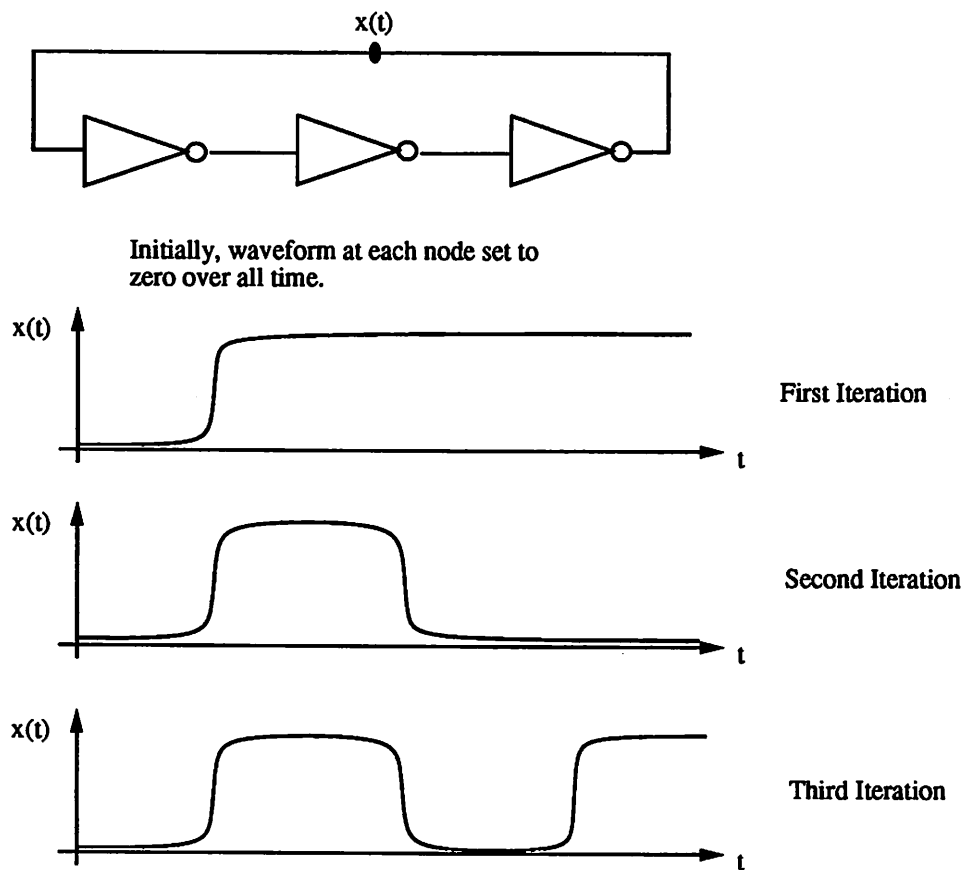 x(t)
Initially, waveform at each node set to
zero over all time.
x(t)
First Iteration
t
x(t)
Second Iteration
t
x(t)
Third Iteration
t